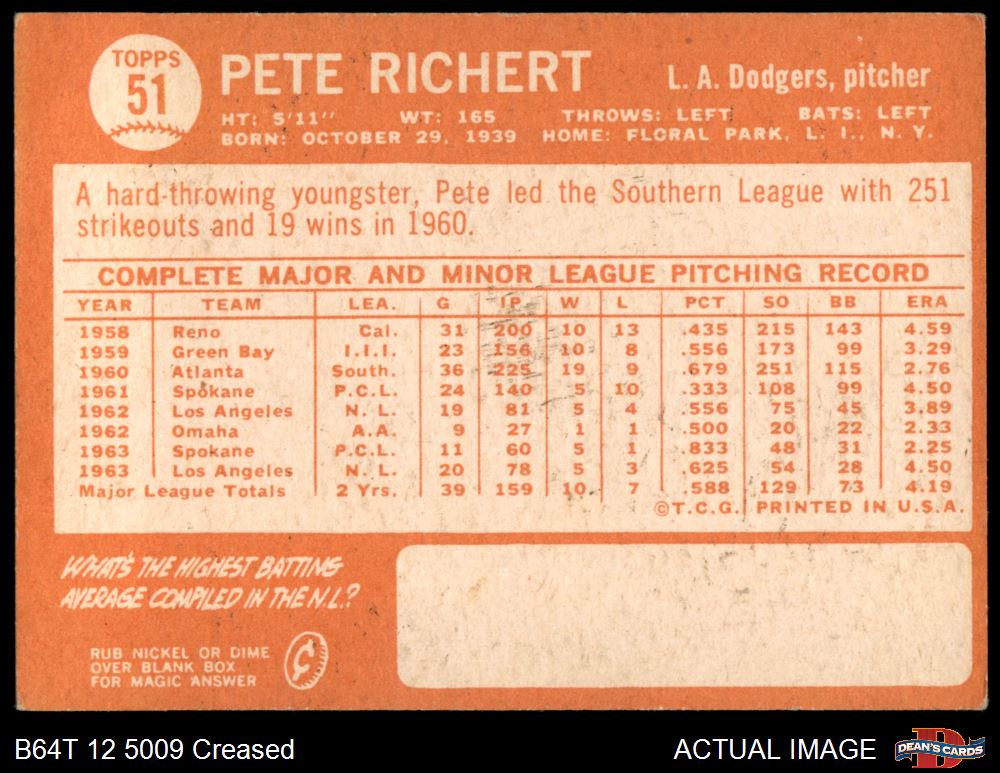 TOPPS
51
PETE RICHERT
L. A. Dodgers, pitcher
HT: 5'11" WT: 165 THROWS: LEFT BATS: LEFT
BORN: OCTOBER 29, 1939 HOME: FLORAL PARK, L. I., N. Y.
A hard-throwing youngster, Pete led the Southern League with 251
strikeouts and 19 wins in 1960.
COMPLETE MAJOR AND MINOR LEAGUE PITCHING RECORD
YEAR TEAM LEA. G IP W L PCT SO BB ERA
1958 Reno Cal. 31 200 10 13 .435 215 143 4.59
1959 Green Bay I.I.I. 23 156 10 8 .556 173 99 3.29
1960 Atlanta South. 36 225 19 9 .679 251 115 2.76
1961 Spokane P.C.L. 24 140 5 10 .333 108 99 4.50
1962 Los Angeles N. L. 19 81 5 4 .556 75 45 3.89
1962 Omaha A.A. 9 27 1 1 .500 20 22 2.33
1963 Spokane P.C.L. 11 60 5 1 .833 48 31 2.25
1963 Los Angeles N. L. 20 78 5 3 .625 54 28 4.50
Major League Totals 2 Yrs. 39 159 10 7 .588 129 73 4.19
©T.C.G. PRINTED IN U.S.A.
WHAT'S THE HIGHEST BATTING
AVERAGE COMPILED IN THE N.L.?
RUB NICKEL OR DIME
OVER BLANK BOX
FOR MAGIC ANSWER
¢
B64T 12 5009 Creased
ACTUAL IMAGE
D
DEAN'S CARDS